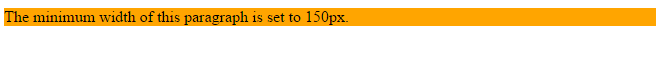 The minimum width of this paragraph is set to 150px.